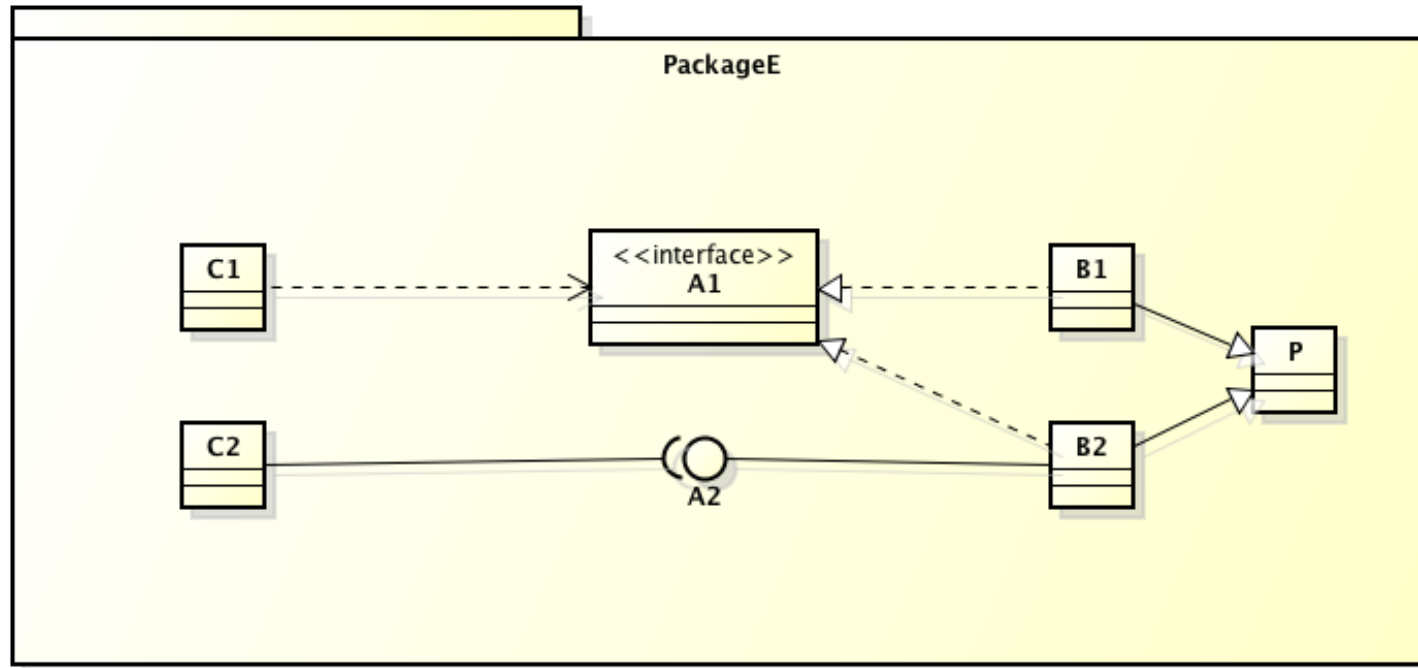 PackageE
C1
<<interface>>
A1
B1
P
C2
A2
B2